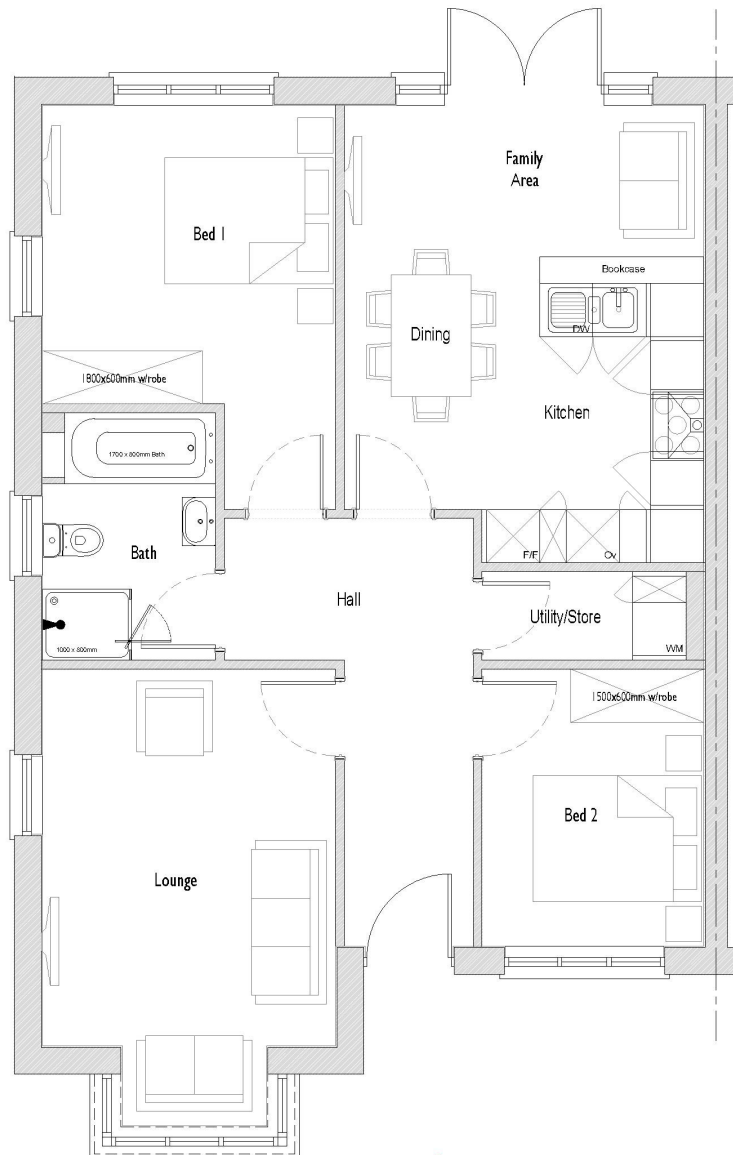 Family
Area
Bed 1
Bookcase
DW
Dining
1800x600mm w/robe
Kitchen
1700 x 800mm Bath
Bath
F/F
Ov
Hall
Utility/Store
1000 x 800mm
WM
1500x600mm w/robe
Bed 2
Lounge